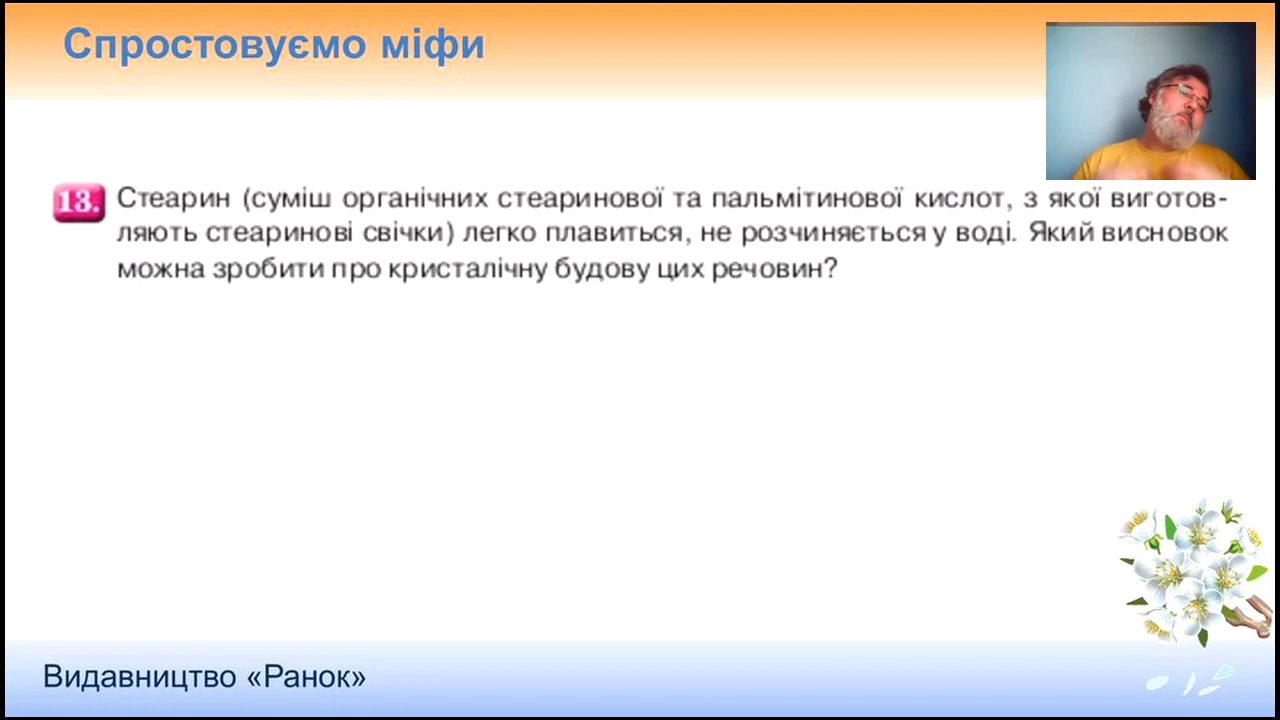 Спростовуємо міфи
13. Стеарин (суміш органічних стеаринової та пальмітинової кислот, з якої виготов-
ляють стеаринові свічки) легко плавиться, не розчиняється у воді. Який висновок
можна зробити про кристалічну будову цих речовин?
Видавництво «Ранок»